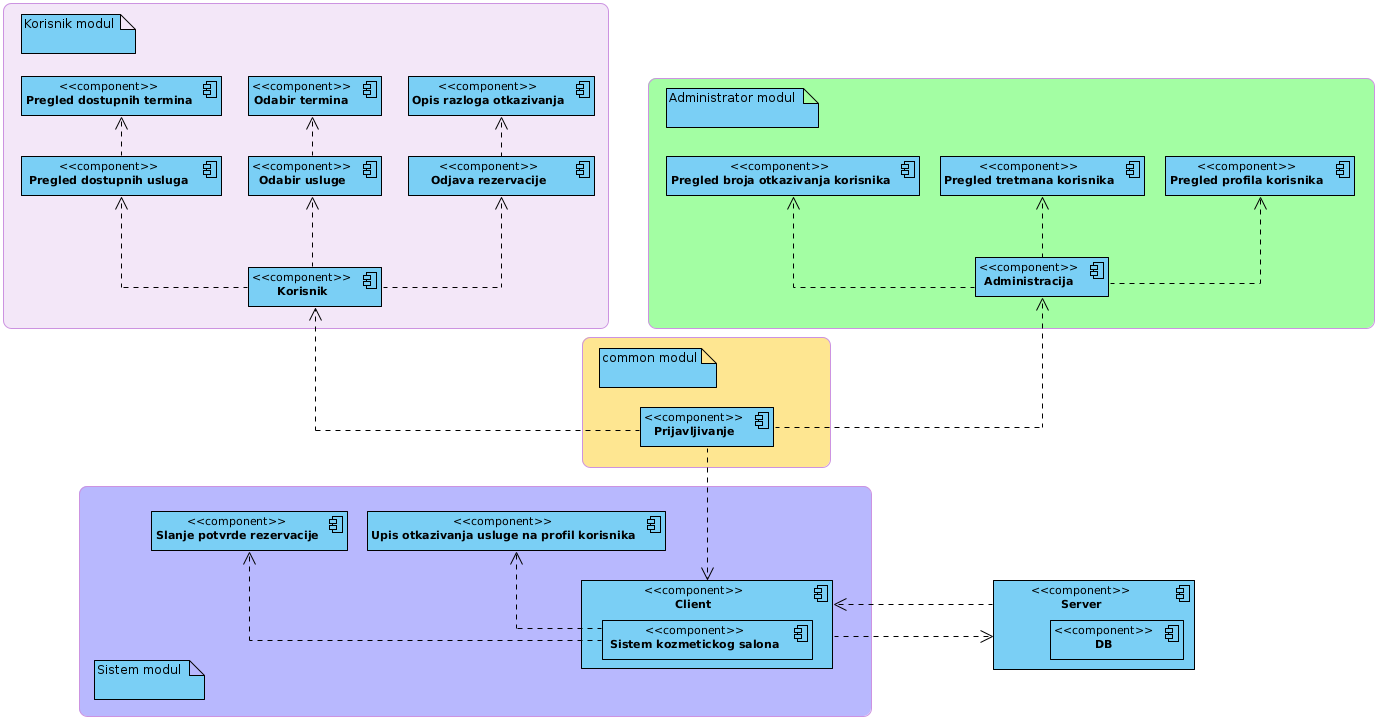 Korisnik modul
<<component>>
Pregled dostupnih termina
<<component>>
Odabir termina
<<component>>
Opis razloga otkazivanja
<<component>>
Pregled dostupnih usluga
<<component>>
Odabir usluge
<<component>>
Odjava rezervacije
<<component>>
Korisnik
Administrator modul
<<component>>
Pregled broja otkazivanja korisnika
<<component>>
Pregled tretmana korisnika
<<component>>
Pregled profila korisnika
<<component>>
Administracija
common modul
<<component>>
Prijavljivanje
<<component>>
Slanje potvrde rezervacije
<<component>>
Upis otkazivanja usluge na profil korisnika
<<component>>
Client
<<component>>
Sistem kozmetickog salona
Sistem modul
<<component>>
Server
<<component>>
DB